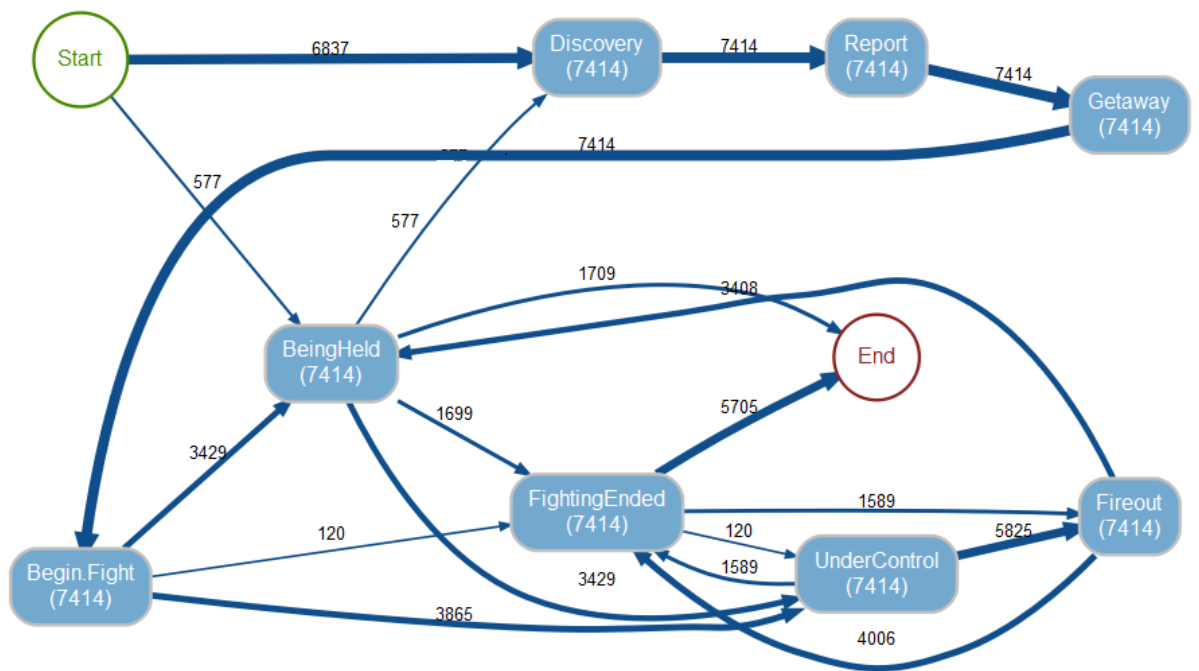 Start
6837
Discovery
(7414)
7414
Report
(7414)
7414
Getaway
(7414)
7414
577
577
1709
3408
BeingHeld
(7414)
End
5705
1699
3429
FightingEnded
(7414)
1589
Fireout
(7414)
120
120
5825
UnderControl
(7414)
1589
3429
Begin.Fight
(7414)
3865
4006